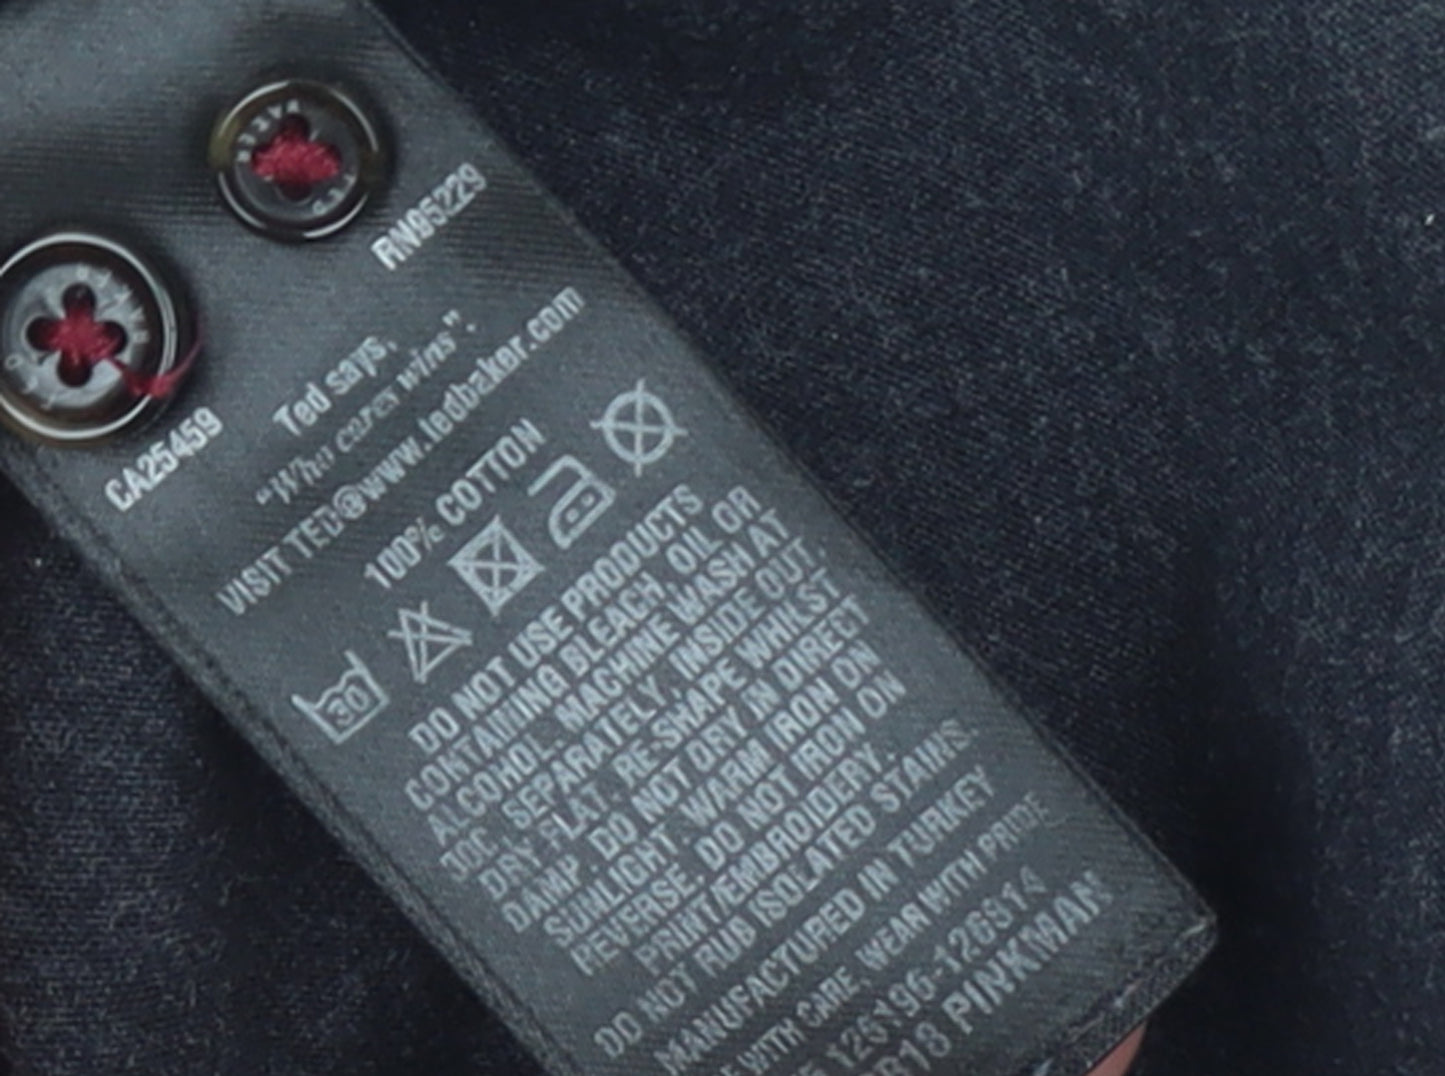 RN95229
CA25459
Ted says,
"Who cares wins".
VISIT TED@www.tedbaker.com
100% COTTON
30
DO NOT USE PRODUCTS
CONTAINING BLEACH, OIL OR
ALCOHOL. MACHINE WASH AT
30C. SEPARATELY, INSIDE OUT.
DRY FLAT. RE-SHAPE WHILST
DAMP. DO NOT DRY IN DIRECT
SUNLIGHT. WARM IRON ON
REVERSE. DO NOT IRON ON
PRINT/EMBROIDERY.
DO NOT RUB ISOLATED STAINS.
MANUFACTURED IN TURKEY
WITH CARE, WEAR WITH PRIDE
126196-126914
PINKMAN